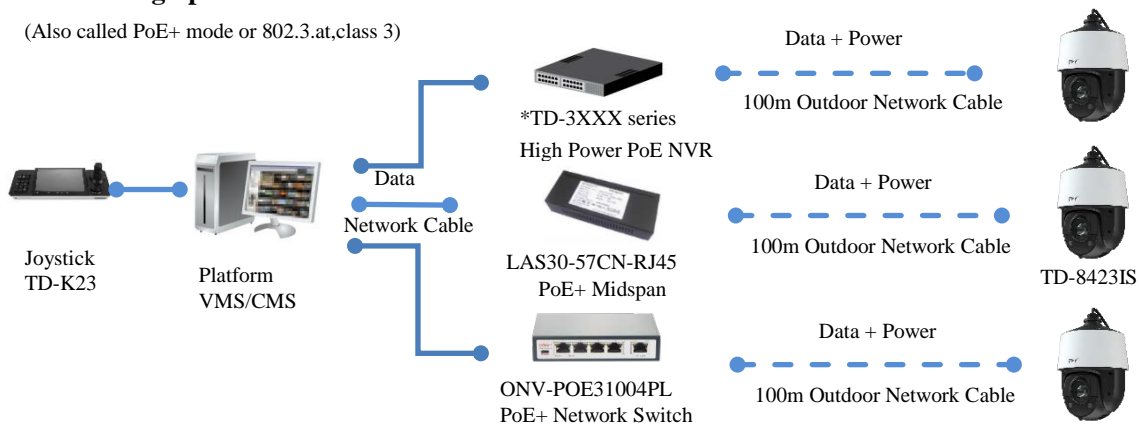 (Also called PoE+ mode or 802.3.at,class 3)
Data + Power
100m Outdoor Network Cable
*TD-3XXX series
High Power PoE NVR
Data
Network Cable
Joystick
TD-K23
Platform
VMS/CMS
LAS30-57CN-RJ45
PoE+ Midspan
Data + Power
100m Outdoor Network Cable
TD-8423IS
ONV-POE31004PL
PoE+ Network Switch
Data + Power
100m Outdoor Network Cable